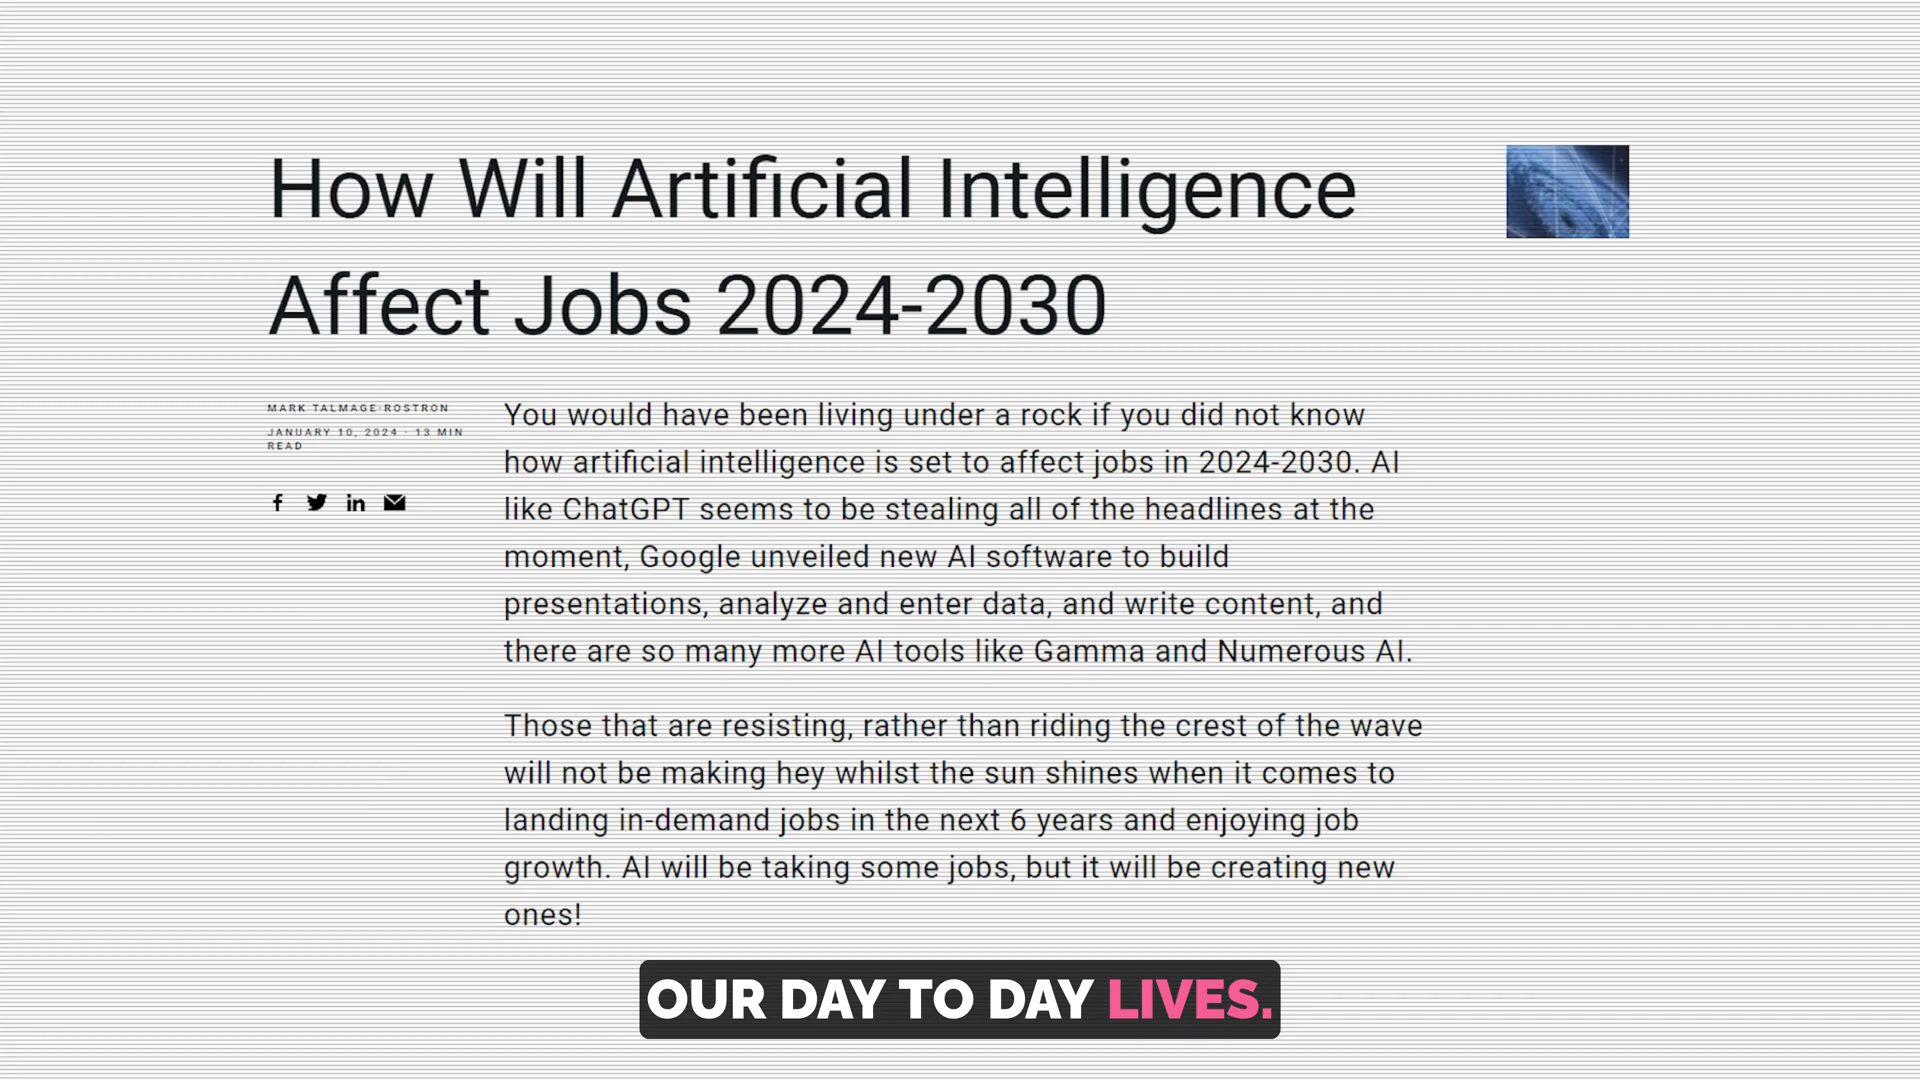 How Will Artificial Intelligence
Affect Jobs 2024-2030
MARK TALMAGE-ROSTRON
JANUARY 10, 2024 · 13 MIN
READ
You would have been living under a rock if you did not know
how artificial intelligence is set to affect jobs in 2024-2030. AI
like ChatGPT seems to be stealing all of the headlines at the
moment, Google unveiled new AI software to build
presentations, analyze and enter data, and write content, and
there are so many more AI tools like Gamma and Numerous AI.
Those that are resisting, rather than riding the crest of the wave
will not be making hey whilst the sun shines when it comes to
landing in-demand jobs in the next 6 years and enjoying job
growth. AI will be taking some jobs, but it will be creating new
ones!
OUR DAY TO DAY LIVES.